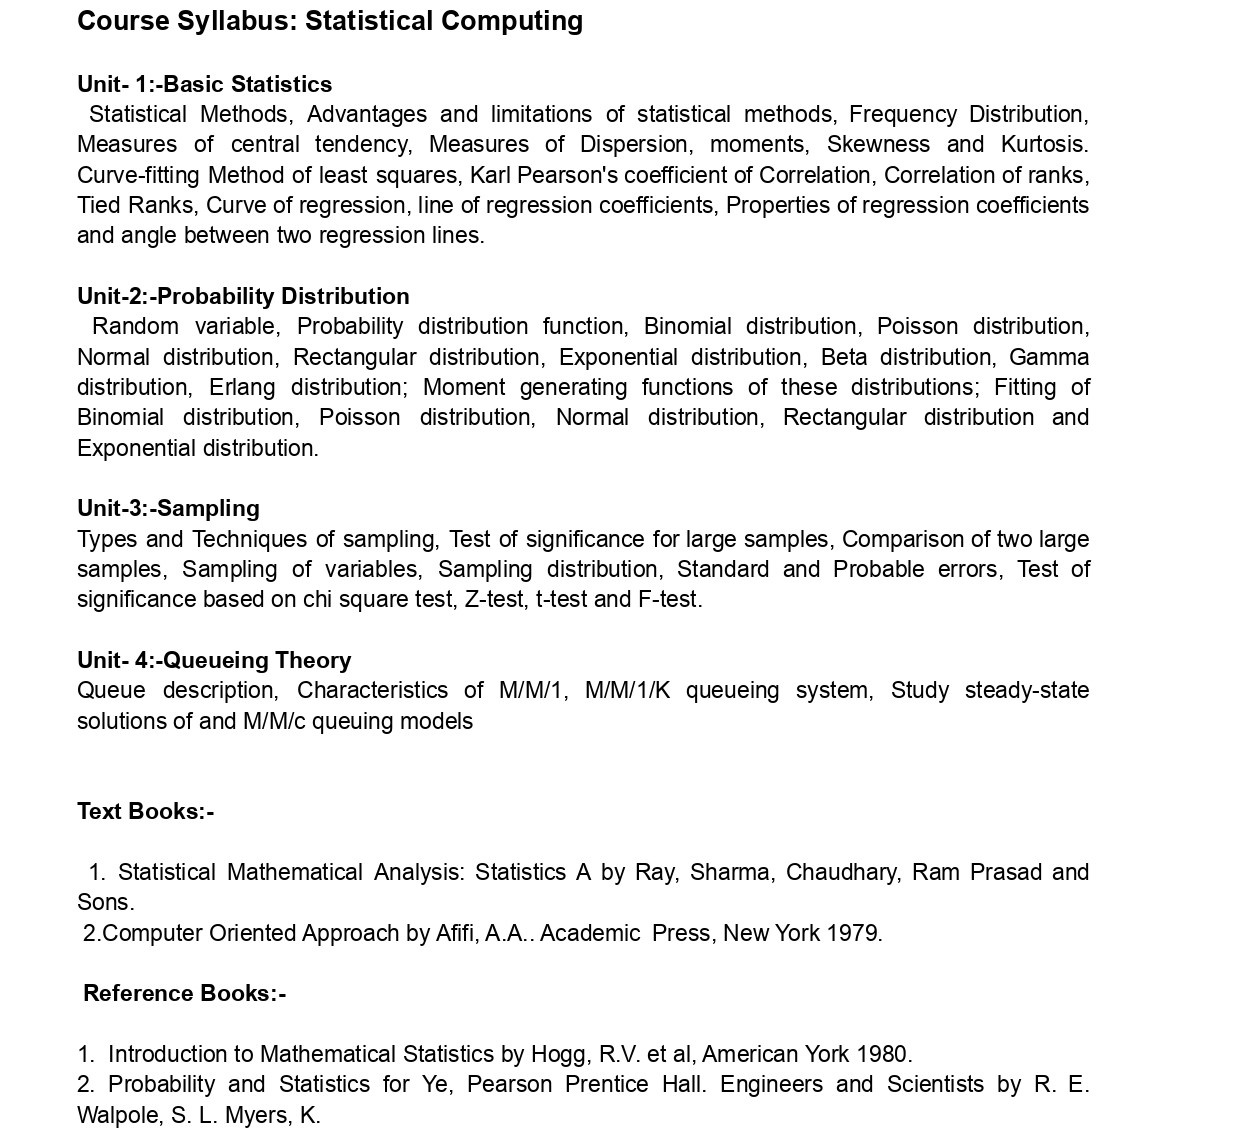 Course Syllabus: Statistical Computing
Unit- 1:-Basic Statistics
Statistical Methods, Advantages and limitations of statistical methods, Frequency Distribution,
Measures of central tendency, Measures of Dispersion, moments, Skewness and Kurtosis.
Curve-fitting Method of least squares, Karl Pearson's coefficient of Correlation, Correlation of ranks,
Tied Ranks, Curve of regression, line of regression coefficients, Properties of regression coefficients
and angle between two regression lines.
Unit-2:-Probability Distribution
Random variable, Probability distribution function, Binomial distribution, Poisson distribution,
Normal distribution, Rectangular distribution, Exponential distribution, Beta distribution, Gamma
distribution, Erlang distribution; Moment generating functions of these distributions; Fitting of
Binomial distribution, Poisson distribution, Normal distribution, Rectangular distribution and
Exponential distribution.
Unit-3:-Sampling
Types and Techniques of sampling, Test of significance for large samples, Comparison of two large
samples, Sampling of variables, Sampling distribution, Standard and Probable errors, Test of
significance based on chi square test, Z-test, t-test and F-test.
Unit- 4:-Queueing Theory
Queue description, Characteristics of M/M/1, M/M/1/K queueing system, Study steady-state
solutions of and M/M/c queuing models
Text Books:-
1. Statistical Mathematical Analysis: Statistics A by Ray, Sharma, Chaudhary, Ram Prasad and
Sons.
2.Computer Oriented Approach by Afifi, A.A.. Academic Press, New York 1979.
Reference Books:-
1. Introduction to Mathematical Statistics by Hogg, R.V. et al, American York 1980.
2. Probability and Statistics for Ye, Pearson Prentice Hall. Engineers and Scientists by R. E.
Walpole, S. L. Myers, K.